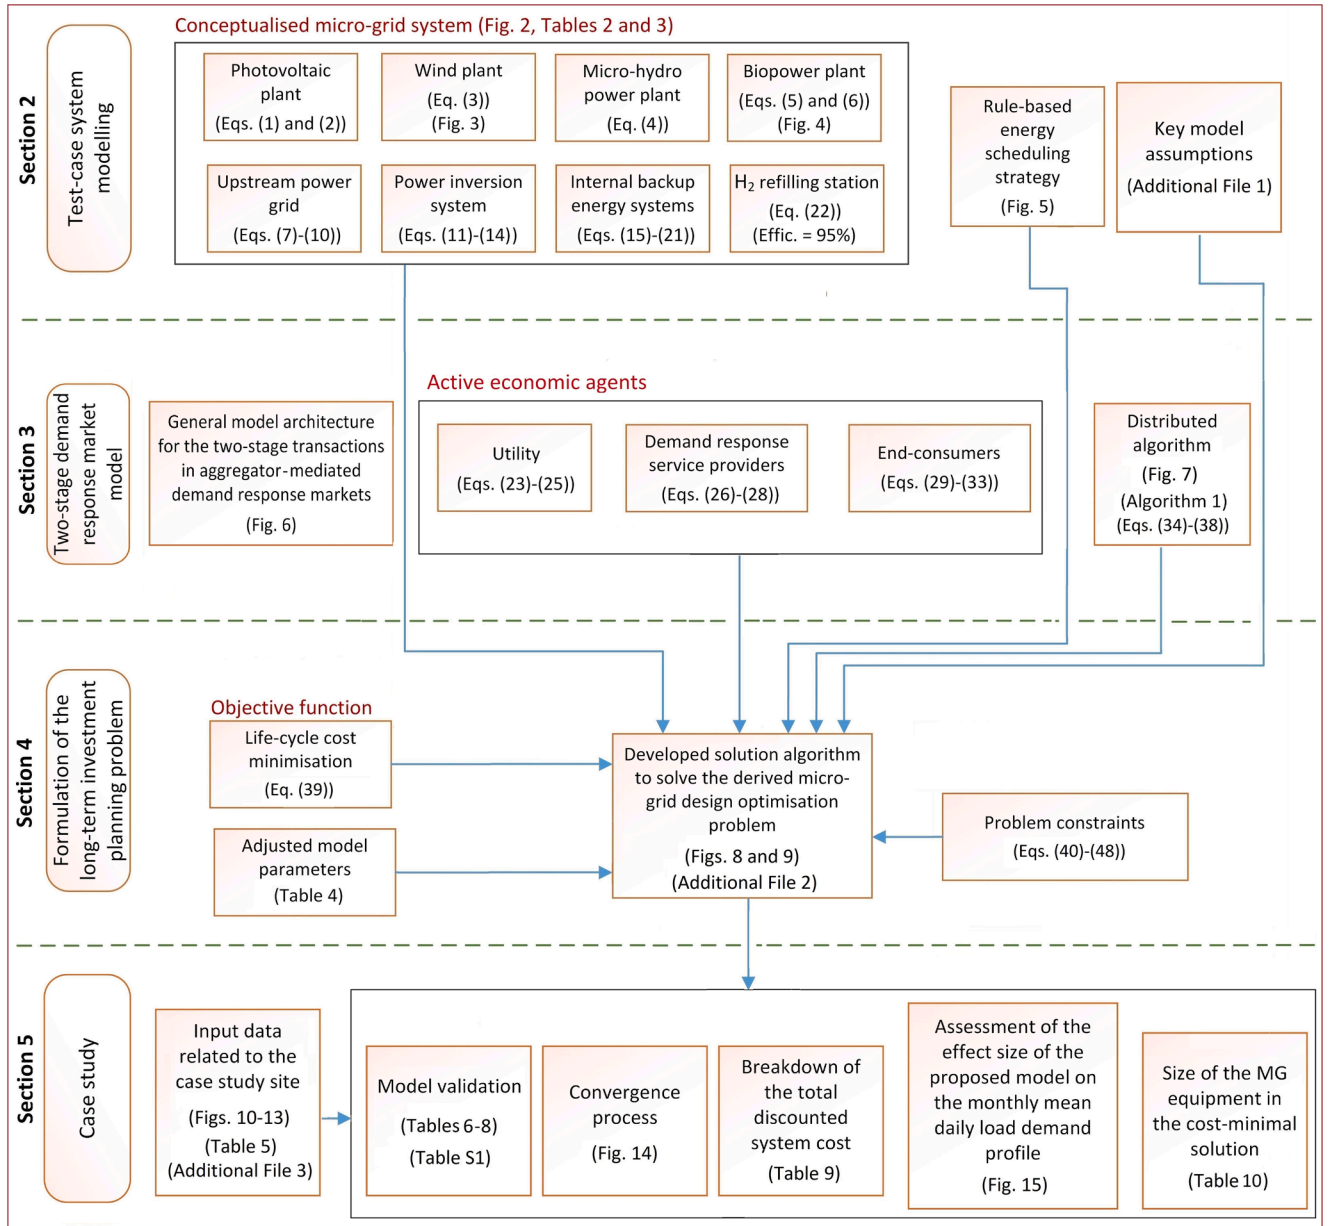 Section 2
Test-case system
modelling
Conceptualised micro-grid system (Fig. 2, Tables 2 and 3)
Photovoltaic
plant
(Eqs. (1) and (2))
Wind plant
(Eq. (3))
(Fig. 3)
Micro-hydro
power plant
(Eq. (4))
Biopower plant
(Eqs. (5) and (6))
(Fig. 4)
Upstream power
grid
(Eqs. (7)-(10))
Power inversion
system
(Eqs. (11)-(14))
Internal backup
energy systems
(Eqs. (15)-(21))
H₂ refilling station
(Eq. (22))
(Effic. = 95%)
Rule-based
energy
scheduling
strategy
(Fig. 5)
Key model
assumptions
(Additional File 1)
Section 3
Two-stage demand
response market
model
General model architecture
for the two-stage transactions
in aggregator-mediated
demand response markets
(Fig. 6)
Active economic agents
Utility
(Eqs. (23)-(25))
Demand response
service providers
(Eqs. (26)-(28))
End-consumers
(Eqs. (29)-(33))
Distributed
algorithm
(Fig. 7)
(Algorithm 1)
(Eqs. (34)-(38))
Section 4
Formulation of the
long-term investment
planning problem
Objective function
Life-cycle cost
minimisation
(Eq. (39))
Adjusted model
parameters
(Table 4)
Developed solution algorithm
to solve the derived micro-
grid design optimisation
problem
(Figs. 8 and 9)
(Additional File 2)
Problem constraints
(Eqs. (40)-(48))
Section 5
Case study
Input data
related to the
case study site
(Figs. 10-13)
(Table 5)
(Additional File 3)
Model validation
(Tables 6-8)
(Table S1)
Convergence
process
(Fig. 14)
Breakdown of
the total
discounted
system cost
(Table 9)
Assessment of the
effect size of the
proposed model on
the monthly mean
daily load demand
profile
(Fig. 15)
Size of the MG
equipment in
the cost-minimal
solution
(Table 10)